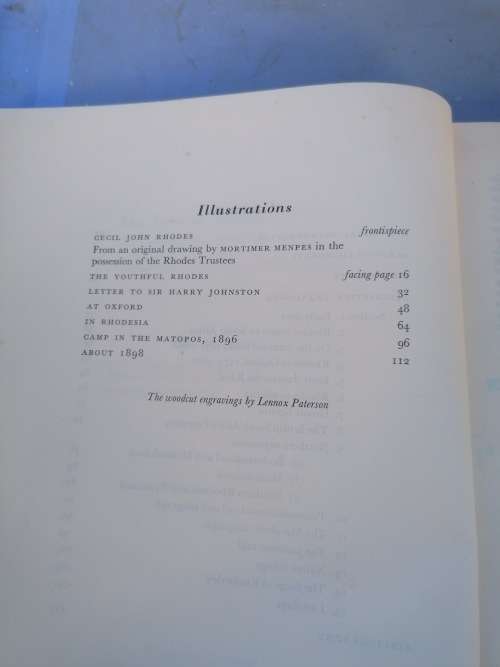 Illustrations
CECIL JOHN RHODES frontispiece
From an original drawing by MORTIMER MENPES in the
possession of the Rhodes Trustees
THE YOUTHFUL RHODES facing page 16
LETTER TO SIR HARRY JOHNSTON 32
AT OXFORD 48
IN RHODESIA 64
CAMP IN THE MATOPOS, 1896 96
ABOUT 1898 112
The woodcut engravings by Lennox Paterson